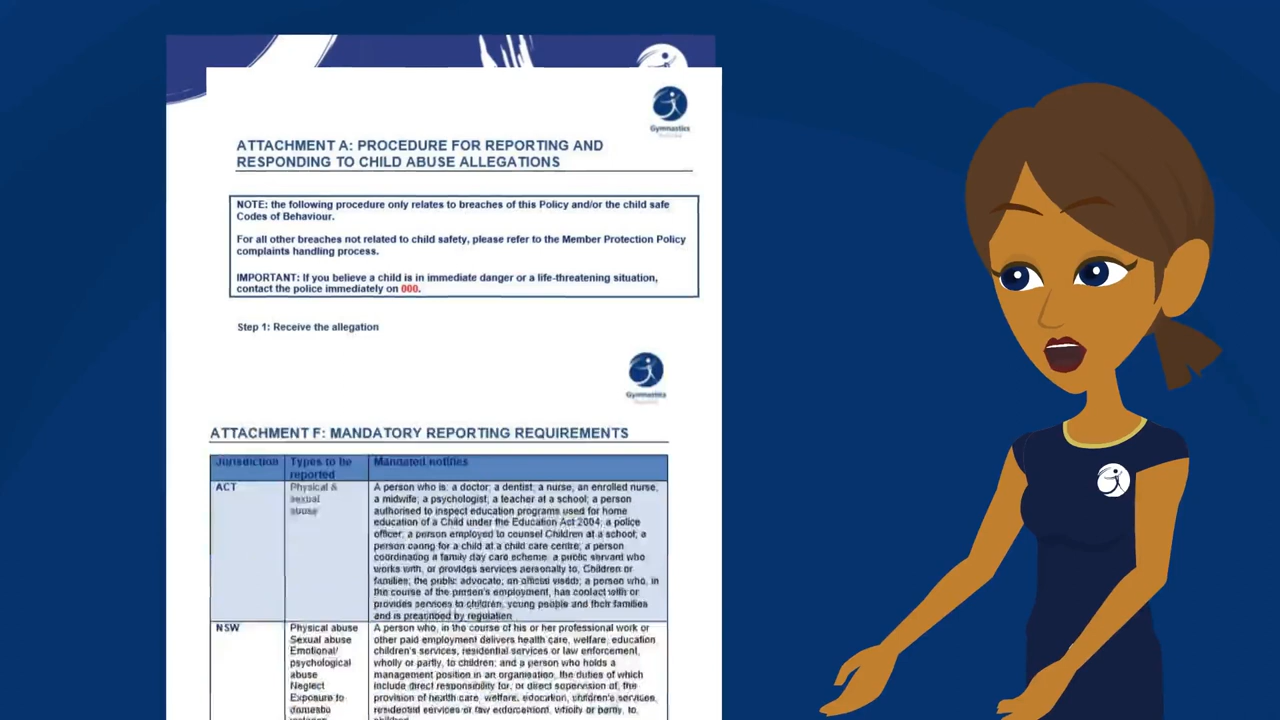 Gymnastics
ATTACHMENT A: PROCEDURE FOR REPORTING AND
RESPONDING TO CHILD ABUSE ALLEGATIONS
NOTE: the following procedure only relates to breaches of this Policy and/or the child safe
Codes of Behaviour.
For all other breaches not related to child safety, please refer to the Member Protection Policy
complaints handling process.
IMPORTANT: If you believe a child is in immediate danger or a life-threatening situation,
contact the police immediately on 000.
Step 1: Receive the allegation
Gymnastics
ATTACHMENT F: MANDATORY REPORTING REQUIREMENTS
Jurisdiction Types to be Mandated notifies
reported
ACT Physical & A person who is: a doctor; a dentist; a nurse, an enrolled nurse,
sexual a midwife; a psychologist; a teacher at a school; a person
abuse authorised to inspect education programs used for home
education of a Child under the Education Act 2004; a police
officer; a person employed to counsel Children at a school; a
person caring for a child at a child care centre; a person
coordinating a family day care scheme; a public servant who
works with, or provides services personally to, Children or
families; the public advocate; an official visitor; a person who, in
the course of the person's employment, has contact with or
provides services to children, young people and their families
and is prescribed by regulation
NSW Physical abuse A person who, in the course of his or her professional work or
Sexual abuse other paid employment delivers health care, welfare, education
Emotional/ children's services, residential services or law enforcement,
psychological wholly or partly, to children; and a person who holds a
abuse management position in an organisation, the duties of which
Neglect include direct responsibility for, or direct supervision of, the
Exposure to provision of health care, welfare, education, children's services,
domestic residential services or law enforcement, wholly or partly, to,